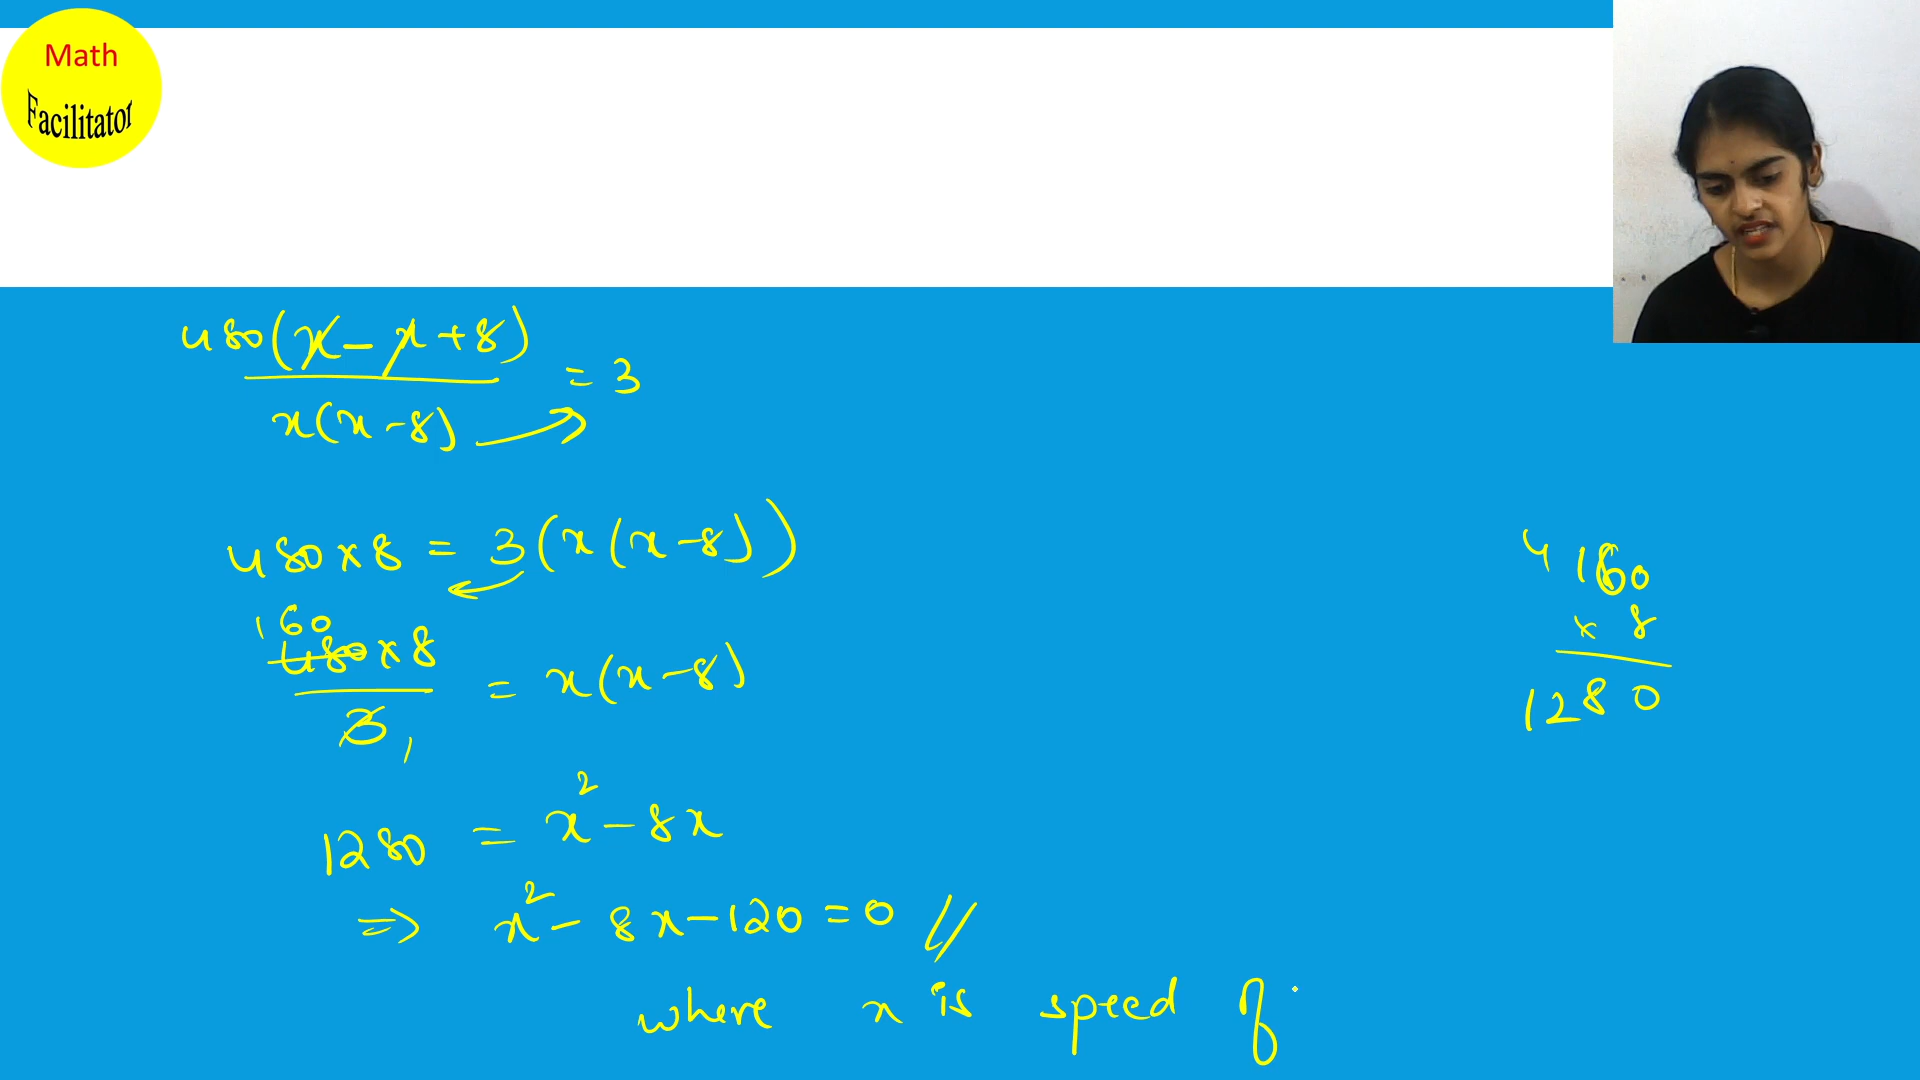 Math
Facilitator
480(x-x+8)
x(x-8)
= 3
480×8 = 3(x(x-8))
160
480×8
3 1
= x(x-8)
1280 = x²-8x
⇒ x²-8x-120=0 //
where x is speed of
4 160
× 8
1280